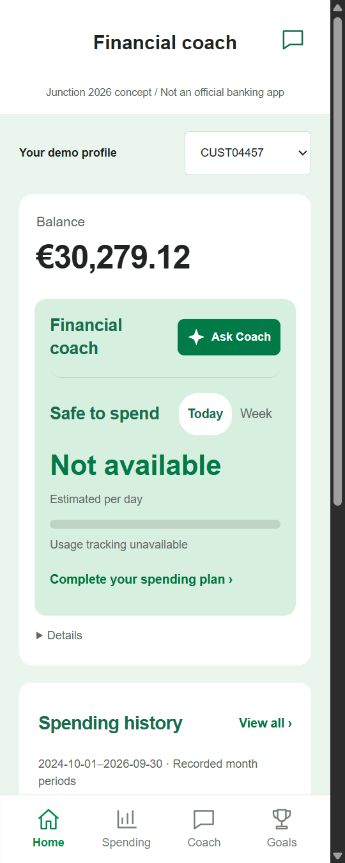 Financial coach
Junction 2026 concept / Not an official banking app
Your demo profile
CUST04457
Balance
€30,279.12
Financial
coach
Ask Coach
Safe to spend
Today
Week
Not available
Estimated per day
Usage tracking unavailable
Complete your spending plan ›
Details
Spending history
View all ›
2024-10-01–2026-09-30 · Recorded month
periods
Home
Spending
Coach
Goals